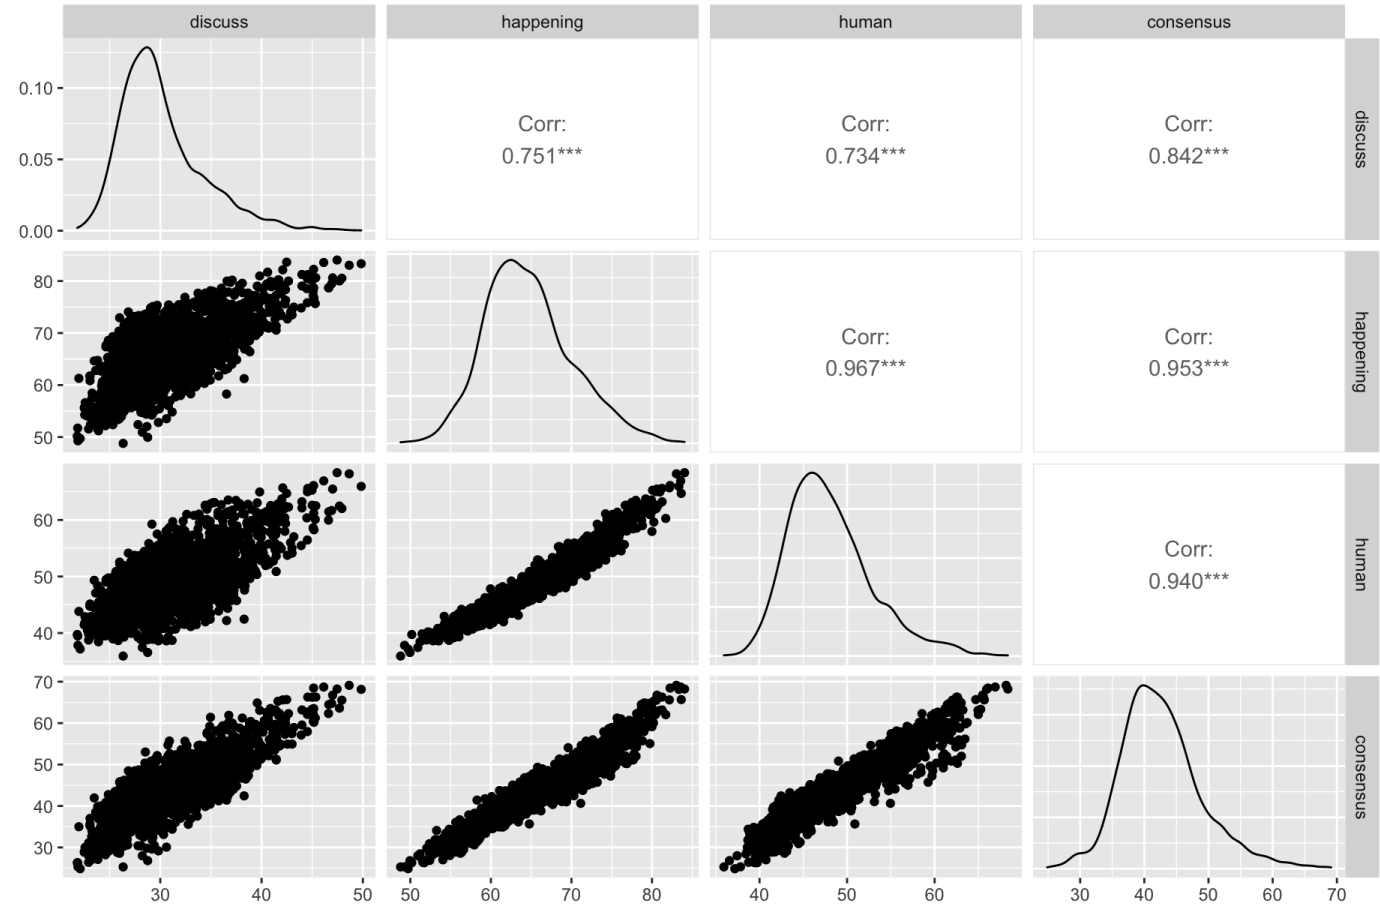 discuss happening human consensus
0.10
0.05
0.00
Corr:
0.751***
Corr:
0.734***
Corr:
0.842***
discuss
80
70
60
50
Corr:
0.967***
Corr:
0.953***
happening
60
50
40
Corr:
0.940***
human
70
60
50
40
30
consensus
30 40 50 50 60 70 80 40 50 60 30 40 50 60 70